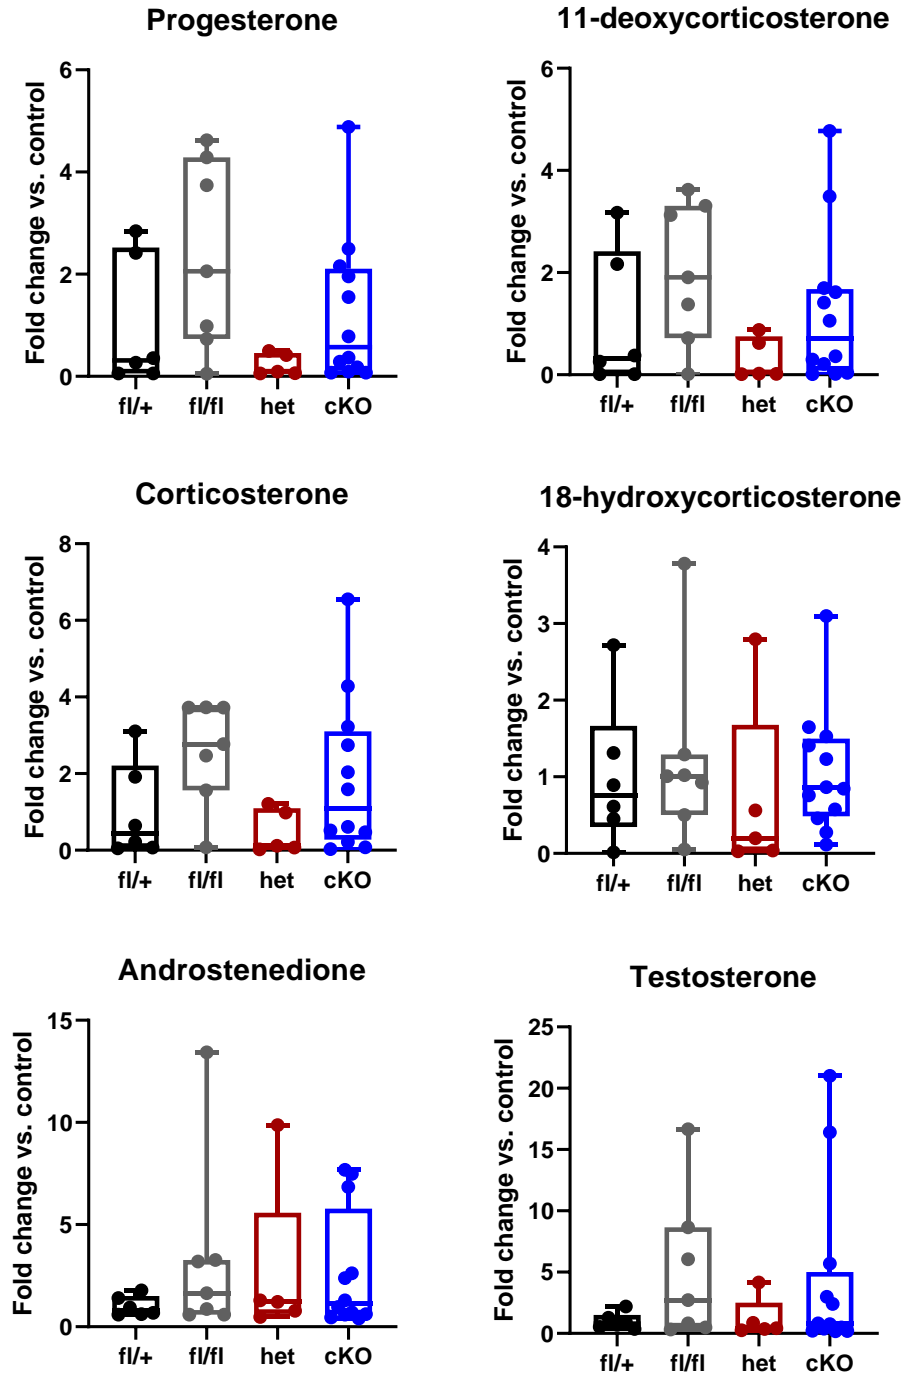 Progesterone
Fold change vs. control
6
4
2
0
fl/+ fl/fl het cKO
11-deoxycorticosterone
Fold change vs. control
6
4
2
0
fl/+ fl/fl het cKO
Corticosterone
Fold change vs. control
8
6
4
2
0
fl/+ fl/fl het cKO
18-hydroxycorticosterone
Fold change vs. control
4
3
2
1
0
fl/+ fl/fl het cKO
Androstenedione
Fold change vs. control
15
10
5
0
fl/+ fl/fl het cKO
Testosterone
Fold change vs. control
25
20
15
10
5
0
fl/+ fl/fl het cKO